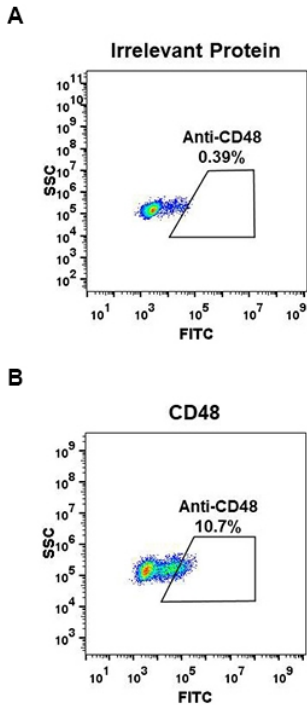 A
Irrelevant Protein
Anti-CD48
0.39%
SSC
10¹¹
10¹⁰
10⁹
10⁸
10⁷
10⁶
10⁵
10⁴
10³
10²
10¹ 10³ 10⁵ 10⁷ 10⁹
FITC
B
CD48
Anti-CD48
10.7%
SSC
10⁹
10⁸
10⁷
10⁶
10⁵
10⁴
10³
10¹ 10³ 10⁵ 10⁷ 10⁹
FITC